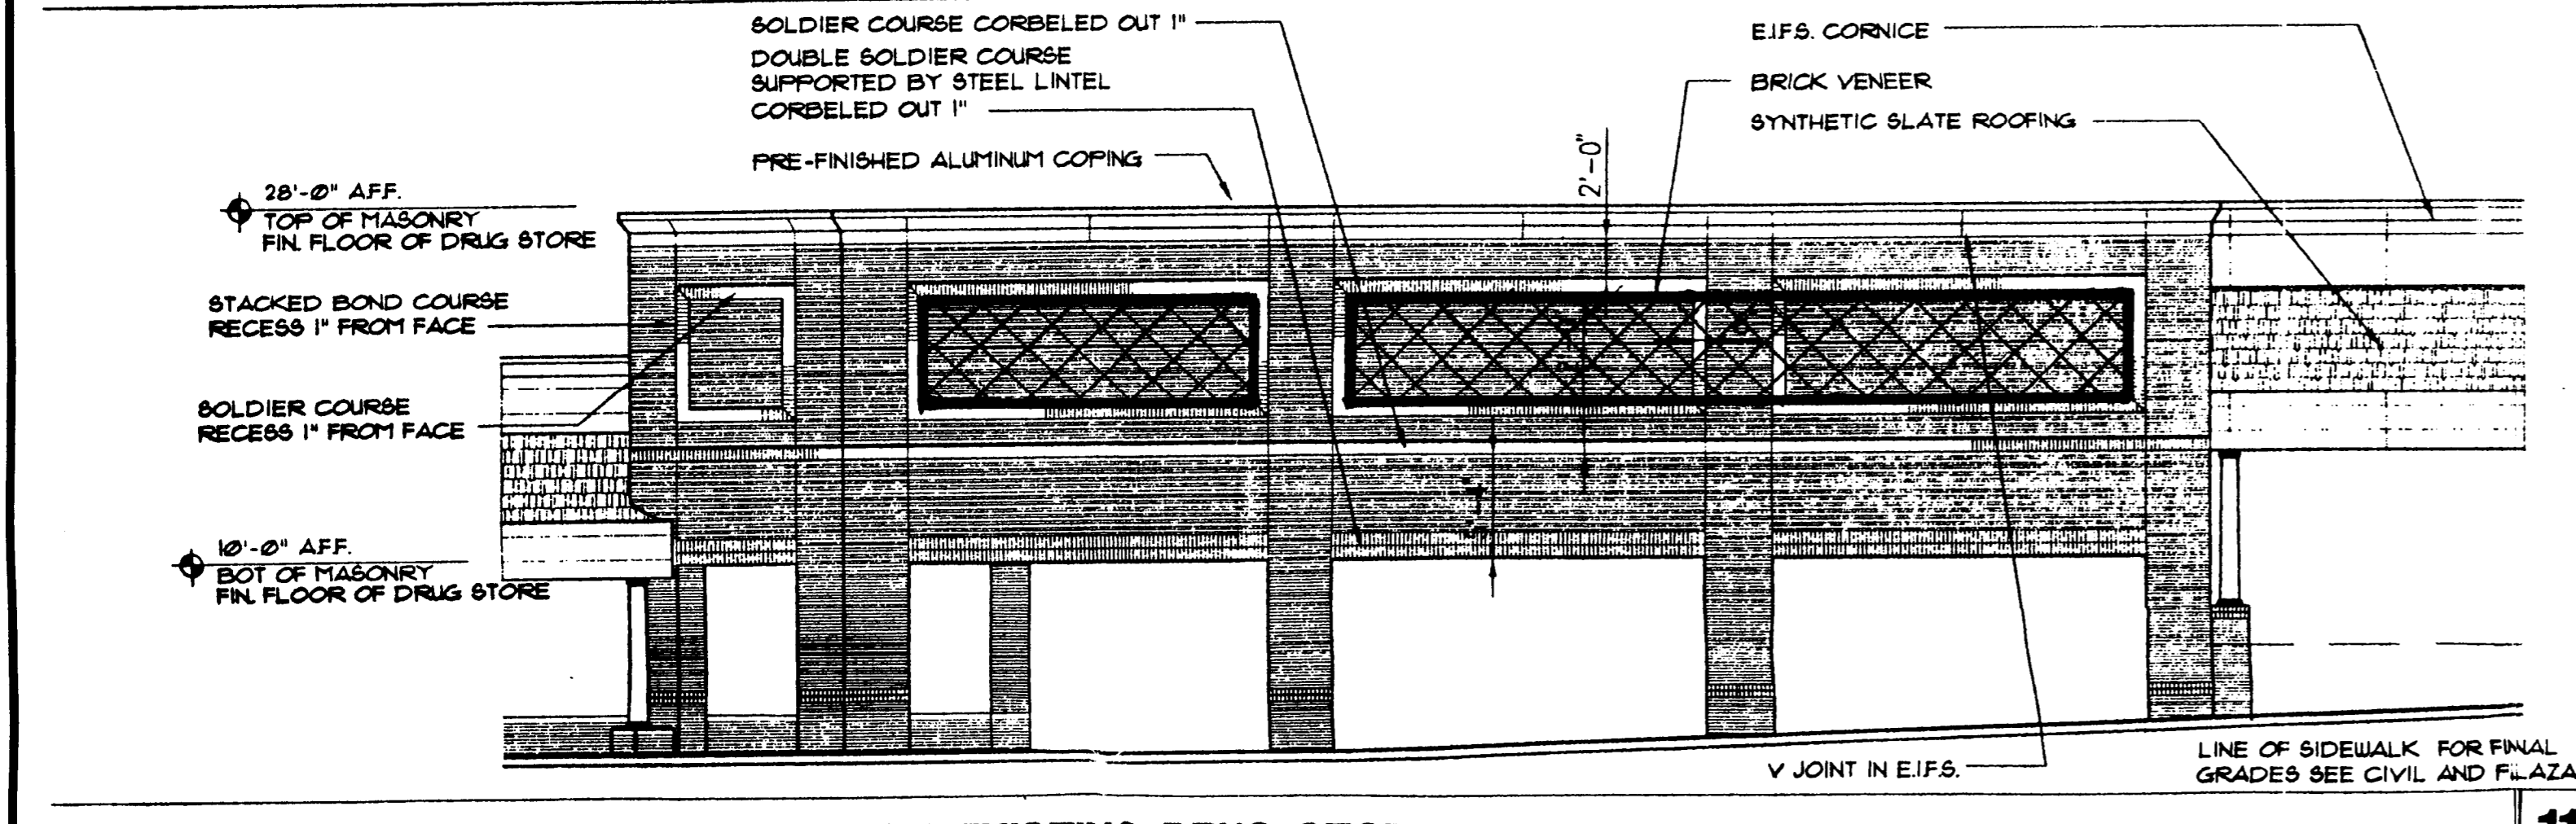 SOLDIER COURSE CORBELED OUT 1"
DOUBLE SOLDIER COURSE
SUPPORTED BY STEEL LINTEL
CORBELED OUT 1"
PRE-FINISHED ALUMINUM COPING
E.I.F.S. CORNICE
BRICK VENEER
SYNTHETIC SLATE ROOFING
2'-0"
28'-0" A.F.F.
TOP OF MASONRY
FIN. FLOOR OF DRUG STORE
STACKED BOND COURSE
RECESS 1" FROM FACE
SOLDIER COURSE
RECESS 1" FROM FACE
10'-0" A.F.F.
BOT OF MASONRY
FIN. FLOOR OF DRUG STORE
V JOINT IN E.I.F.S.
LINE OF SIDEWALK FOR FINAL
GRADES SEE CIVIL AND